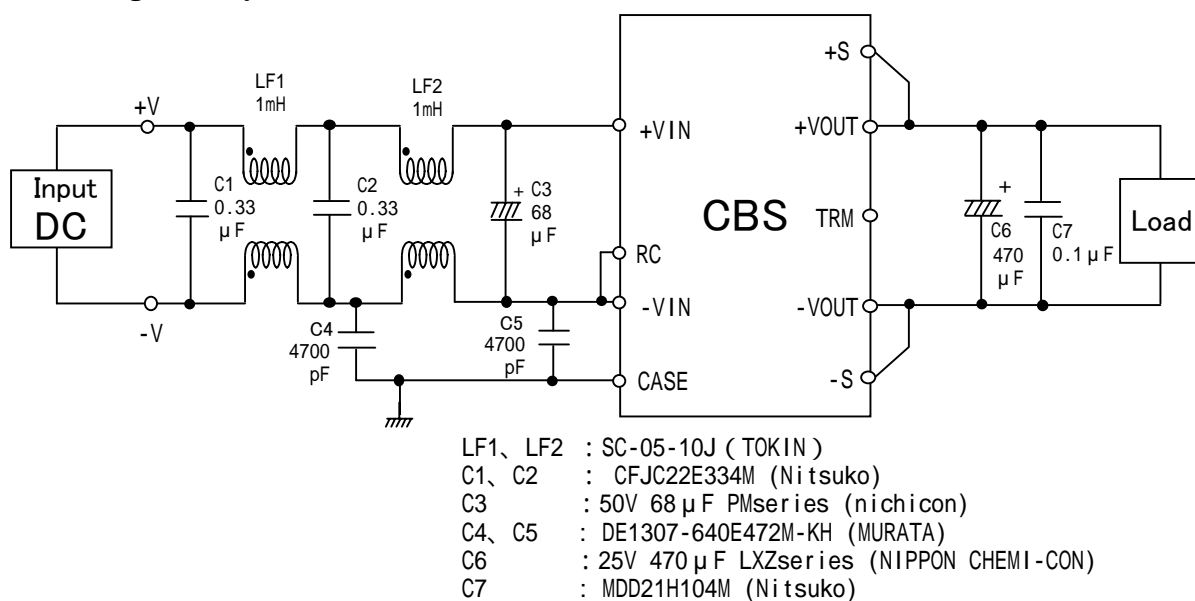 LF1
1mH
LF2
1mH
+V
-V
Input
DC
C1
0.33
μF
C2
0.33
μF
+ C3
68
μF
C4
4700
pF
C5
4700
pF
+VIN
RC
-VIN
CASE
CBS
+S
+VOUT
TRM
-VOUT
-S
+
C6
470
μF
C7
0.1μF
Load
LF1、LF2 : SC-05-10J (TOKIN)
C1、C2 : CFJC22E334M (Nitsuko)
C3 : 50V 68μF PMseries (nichicon)
C4、C5 : DE1307-640E472M-KH (MURATA)
C6 : 25V 470μF LXZseries (NIPPON CHEMI-CON)
C7 : MDD21H104M (Nitsuko)